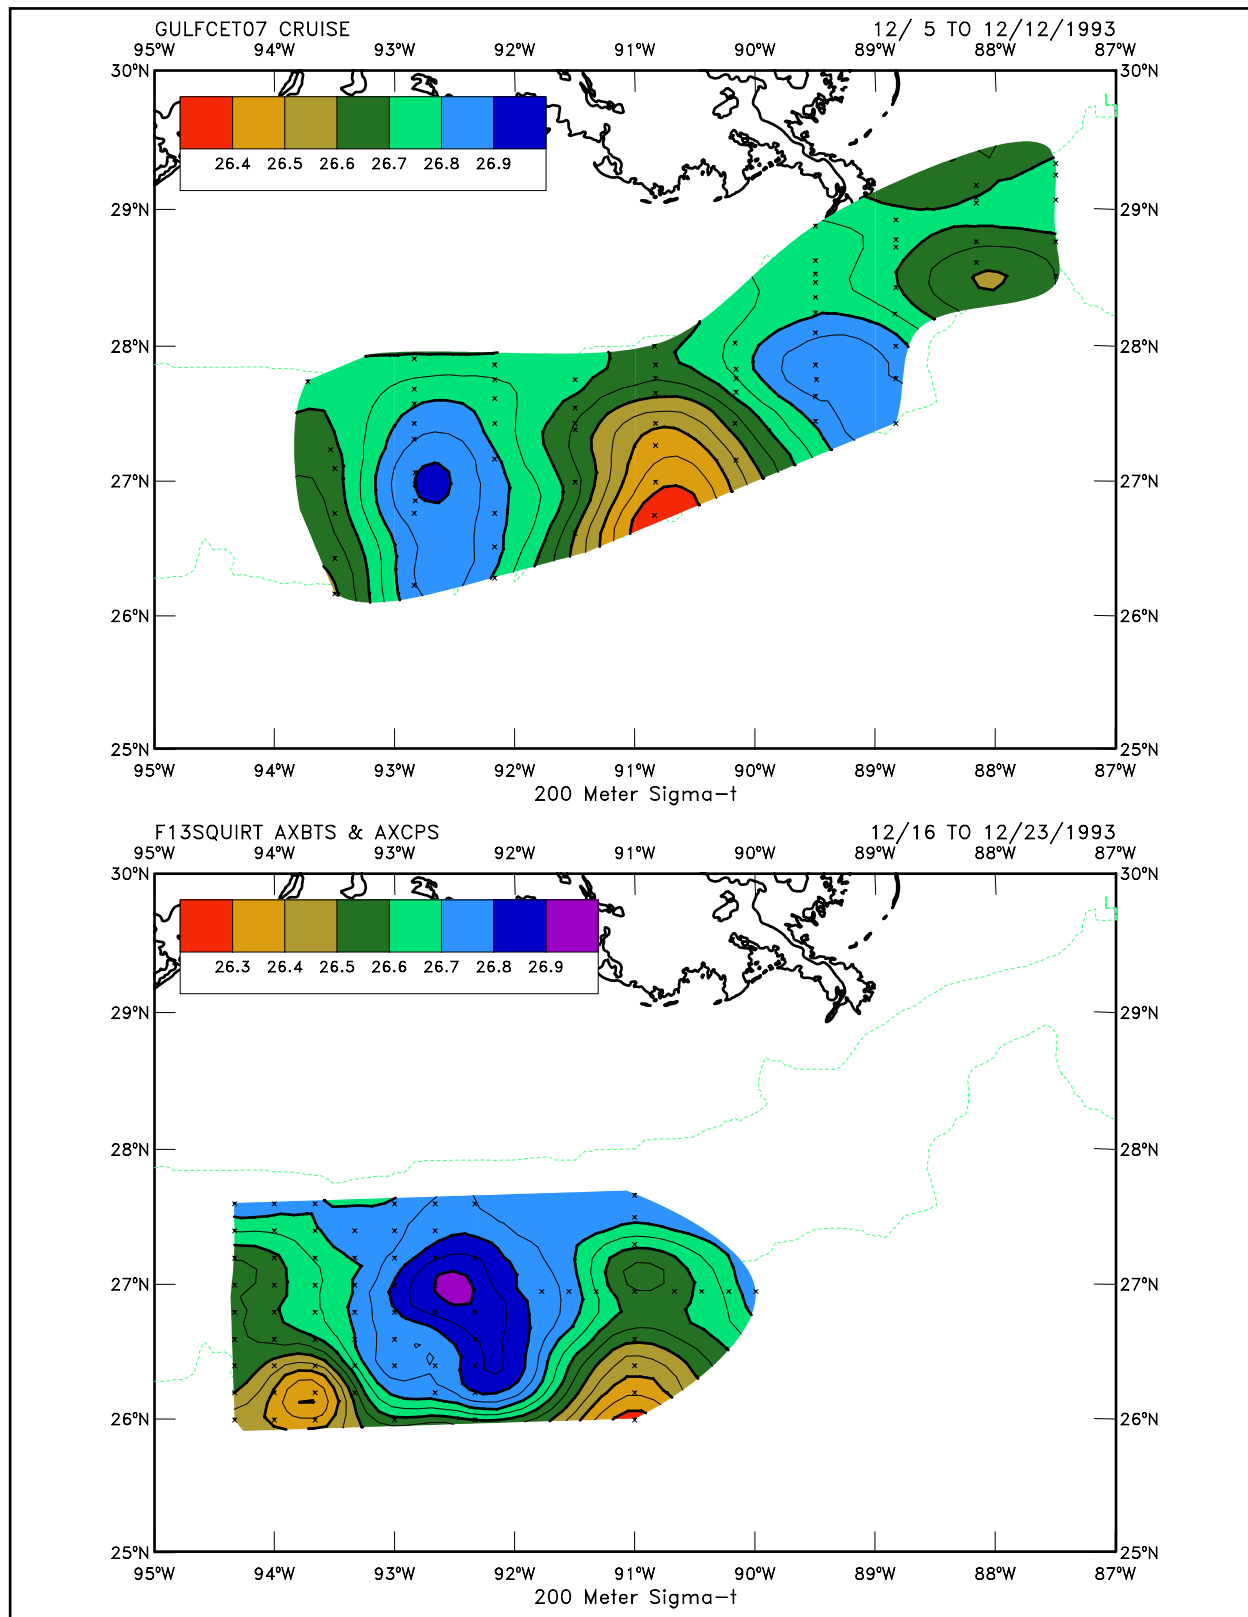 GULFCET07 CRUISE 12/ 5 TO 12/12/1993
95°W 94°W 93°W 92°W 91°W 90°W 89°W 88°W 87°W
30°N 30°N
26.4 26.5 26.6 26.7 26.8 26.9
29°N 29°N
28°N 28°N
27°N 27°N
26°N 26°N
25°N 25°N
95°W 94°W 93°W 92°W 91°W 90°W 89°W 88°W 87°W
200 Meter Sigma-t
F13SQUIRT AXBTS & AXCPS 12/16 TO 12/23/1993
95°W 94°W 93°W 92°W 91°W 90°W 89°W 88°W 87°W
30°N 30°N
26.3 26.4 26.5 26.6 26.7 26.8 26.9
29°N 29°N
28°N 28°N
27°N 27°N
26°N 26°N
25°N 25°N
95°W 94°W 93°W 92°W 91°W 90°W 89°W 88°W 87°W
200 Meter Sigma-t